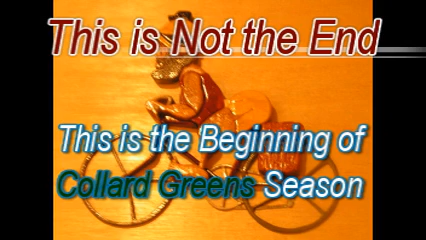 This is Not the End
This is the Beginning of
Collard Greens Season